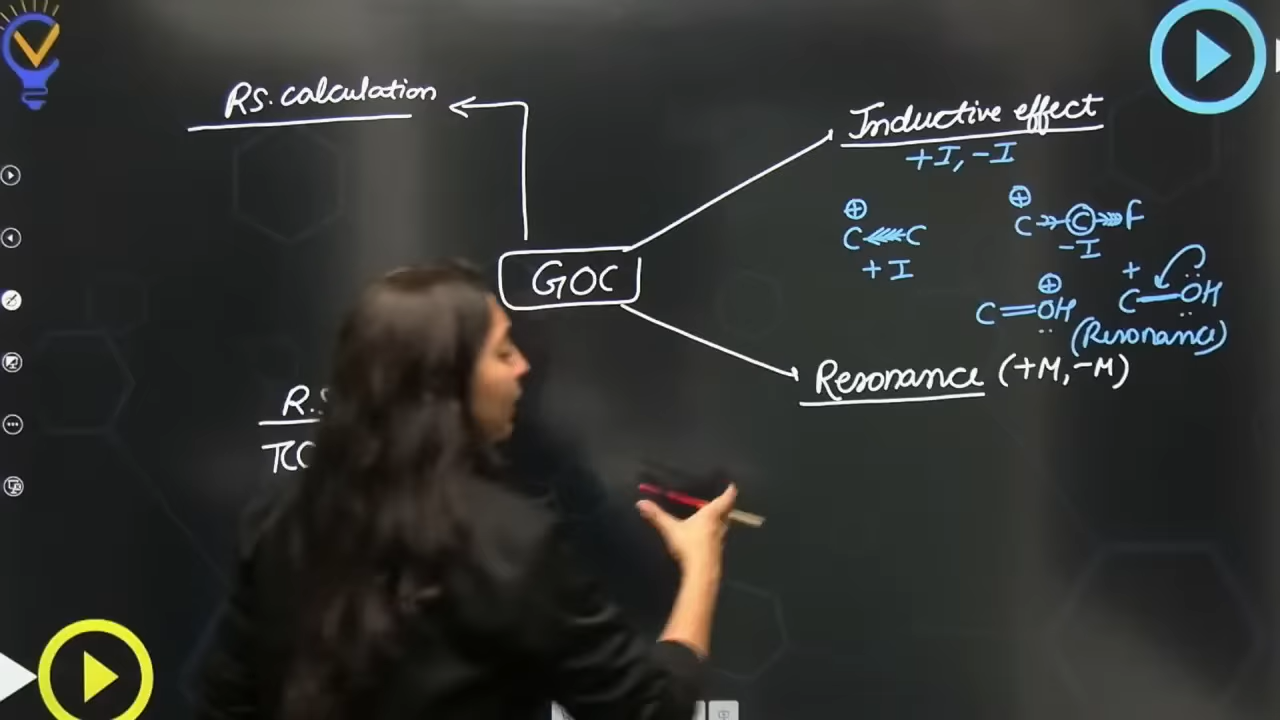 Rs. calculation
Inductive effect
+I, -I
⊕
C C
+I
⊕
C C F
-I
GOC
⊕
C=OH
+
C-OH
(Resonance)
Resonance (+M, -M)